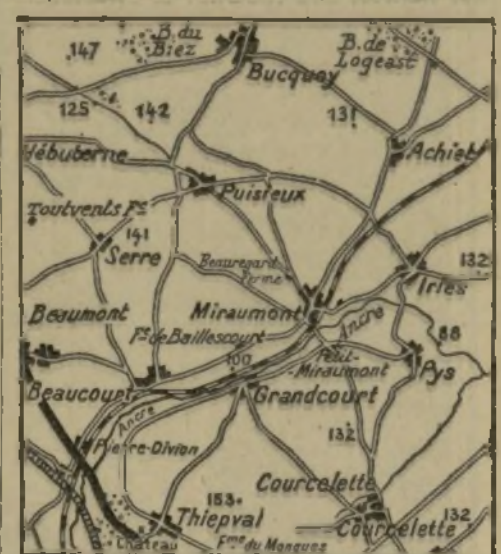 147
B. du
Biez
B. de
Logeast
Bucquoy
125
142
131
Achiet
Hébuterne
Puisieux
Toutvents Fe
141
Serre
Beauregard
Ferme
132
Irles
Miraumont
Beaumont
Fe de Baillescourt
Ancre
88
100
Petit-
Miraumont
Pys
Beaucourt
Grandcourt
Ancre
132
Pierre-Divion
Courcelette
153
Thiepval
Courcelette
132
Château
Fme du Monquet